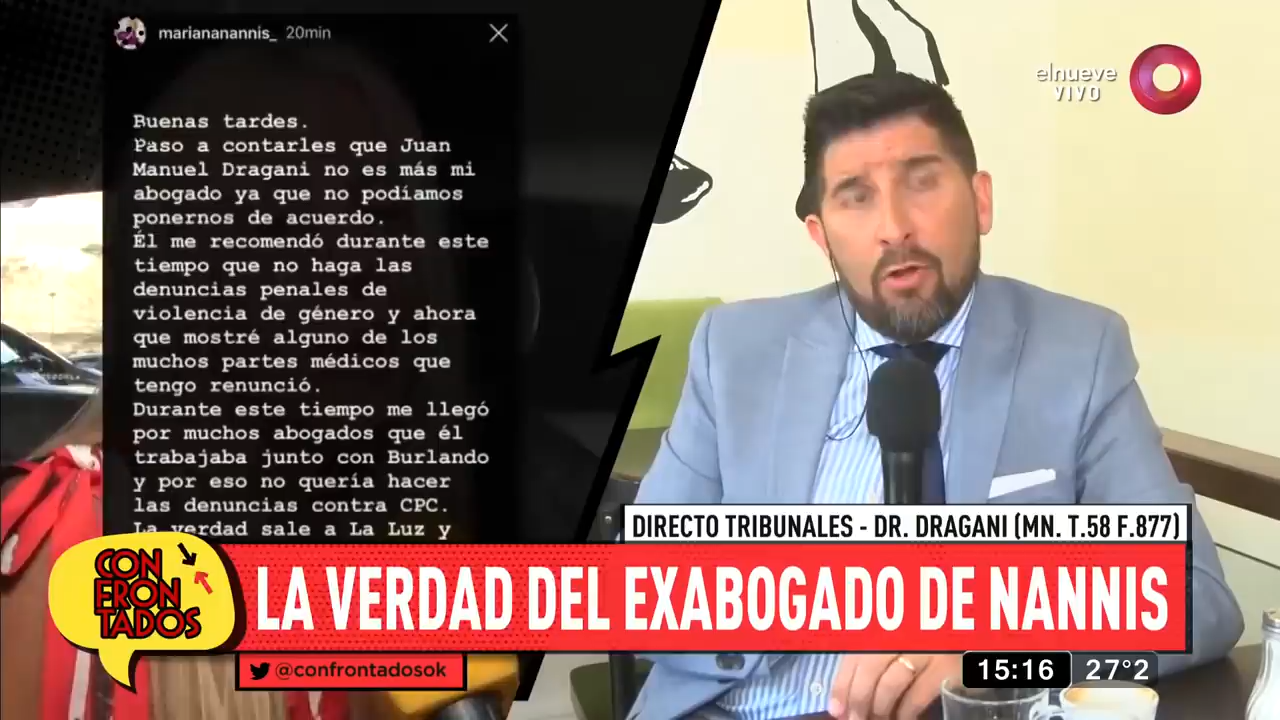 mariananannis_ 20min
Buenas tardes.
Paso a contarles que Juan
Manuel Dragani no es más mi
abogado ya que no podíamos
ponernos de acuerdo.
Él me recomendó durante este
tiempo que no haga las
denuncias penales de
violencia de género y ahora
que mostré alguno de los
muchos partes médicos que
tengo renunció.
Durante este tiempo me llegó
por muchos abogados que él
trabajaba junto con Burlando
y por eso no quería hacer
las denuncias contra CPC.
La verdad sale a La Luz y
elnueve
VIVO
DIRECTO TRIBUNALES - DR. DRAGANI (MN. T.58 F.877)
CON
FRON
TADOS
LA VERDAD DEL EXABOGADO DE NANNIS
@confrontadosok
15:16 27°2